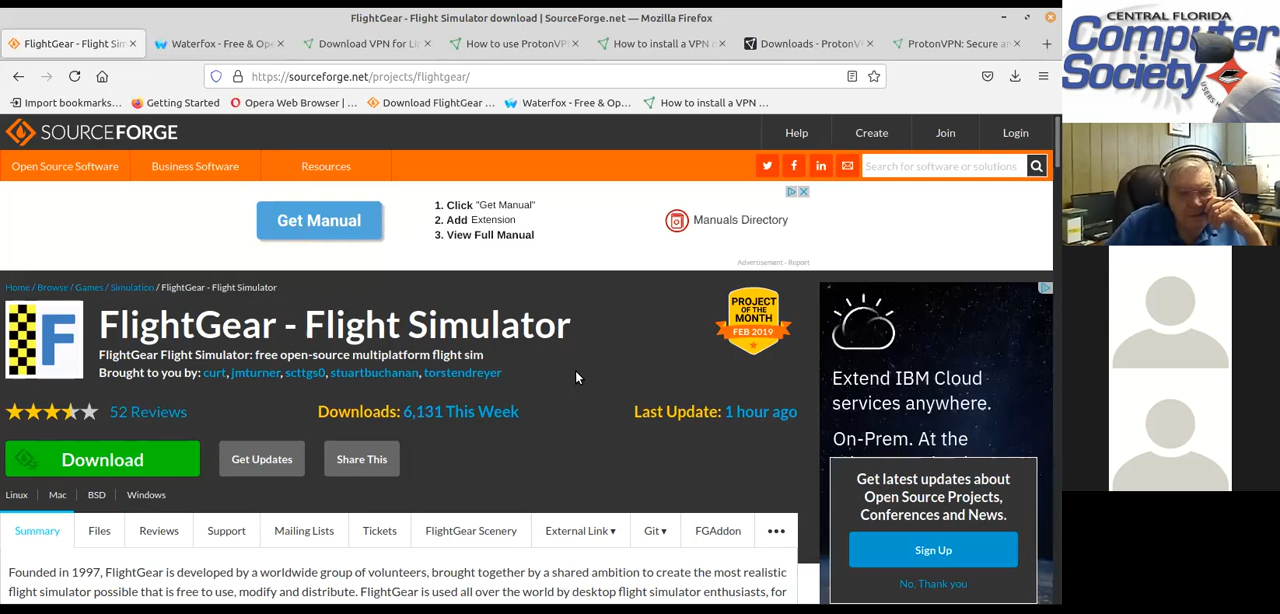 FlightGear - Flight Simulator download | SourceForge.net — Mozilla Firefox
FlightGear - Flight Sim
Waterfox - Free & Op
Download VPN for Li
How to use ProtonVP
How to install a VPN c
Downloads - ProtonV
ProtonVPN: Secure an
https://sourceforge.net/projects/flightgear/
Import bookmarks...
Getting Started
Opera Web Browser | ...
Download FlightGear ...
Waterfox - Free & Op...
How to install a VPN ...
SOURCEFORGE
Help
Create
Join
Login
Open Source Software
Business Software
Resources
Search for software or solutions
Get Manual
1. Click "Get Manual"
2. Add Extension
3. View Full Manual
Manuals Directory
Advertisement - Report
Home / Browse / Games / Simulation / FlightGear - Flight Simulator
F
FlightGear - Flight Simulator
FlightGear Flight Simulator: free open-source multiplatform flight sim
Brought to you by: curt, jmturner, scttgs0, stuartbuchanan, torstendreyer
PROJECT
OF THE
MONTH
FEB 2019
52 Reviews
Downloads: 6,131 This Week
Last Update: 1 hour ago
Download
Get Updates
Share This
Linux
Mac
BSD
Windows
Summary
Files
Reviews
Support
Mailing Lists
Tickets
FlightGear Scenery
External Link ▾
Git ▾
FGAddon
•••
Founded in 1997, FlightGear is developed by a worldwide group of volunteers, brought together by a shared ambition to create the most realistic
flight simulator possible that is free to use, modify and distribute. FlightGear is used all over the world by desktop flight simulator enthusiasts, for
Extend IBM Cloud
services anywhere.
On-Prem. At the
Get latest updates about
Open Source Projects,
Conferences and News.
Sign Up
No, Thank you
CENTRAL FLORIDA
Computer
Society